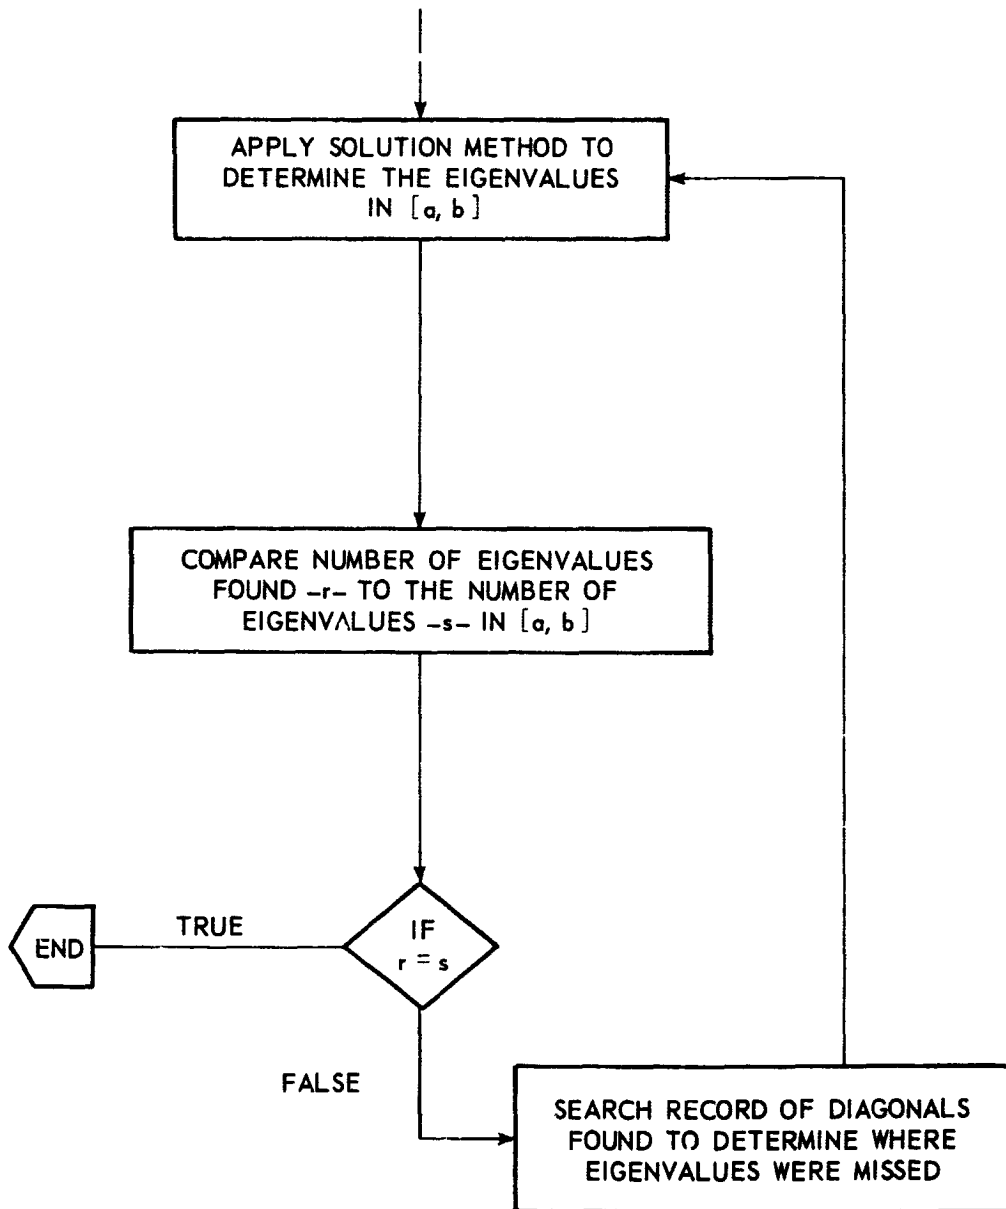 APPLY SOLUTION METHOD TO
DETERMINE THE EIGENVALUES
IN [a, b]
COMPARE NUMBER OF EIGENVALUES
FOUND -r- TO THE NUMBER OF
EIGENVALUES -s- IN [a, b]
IF
r = s
TRUE
END
FALSE
SEARCH RECORD OF DIAGONALS
FOUND TO DETERMINE WHERE
EIGENVALUES WERE MISSED